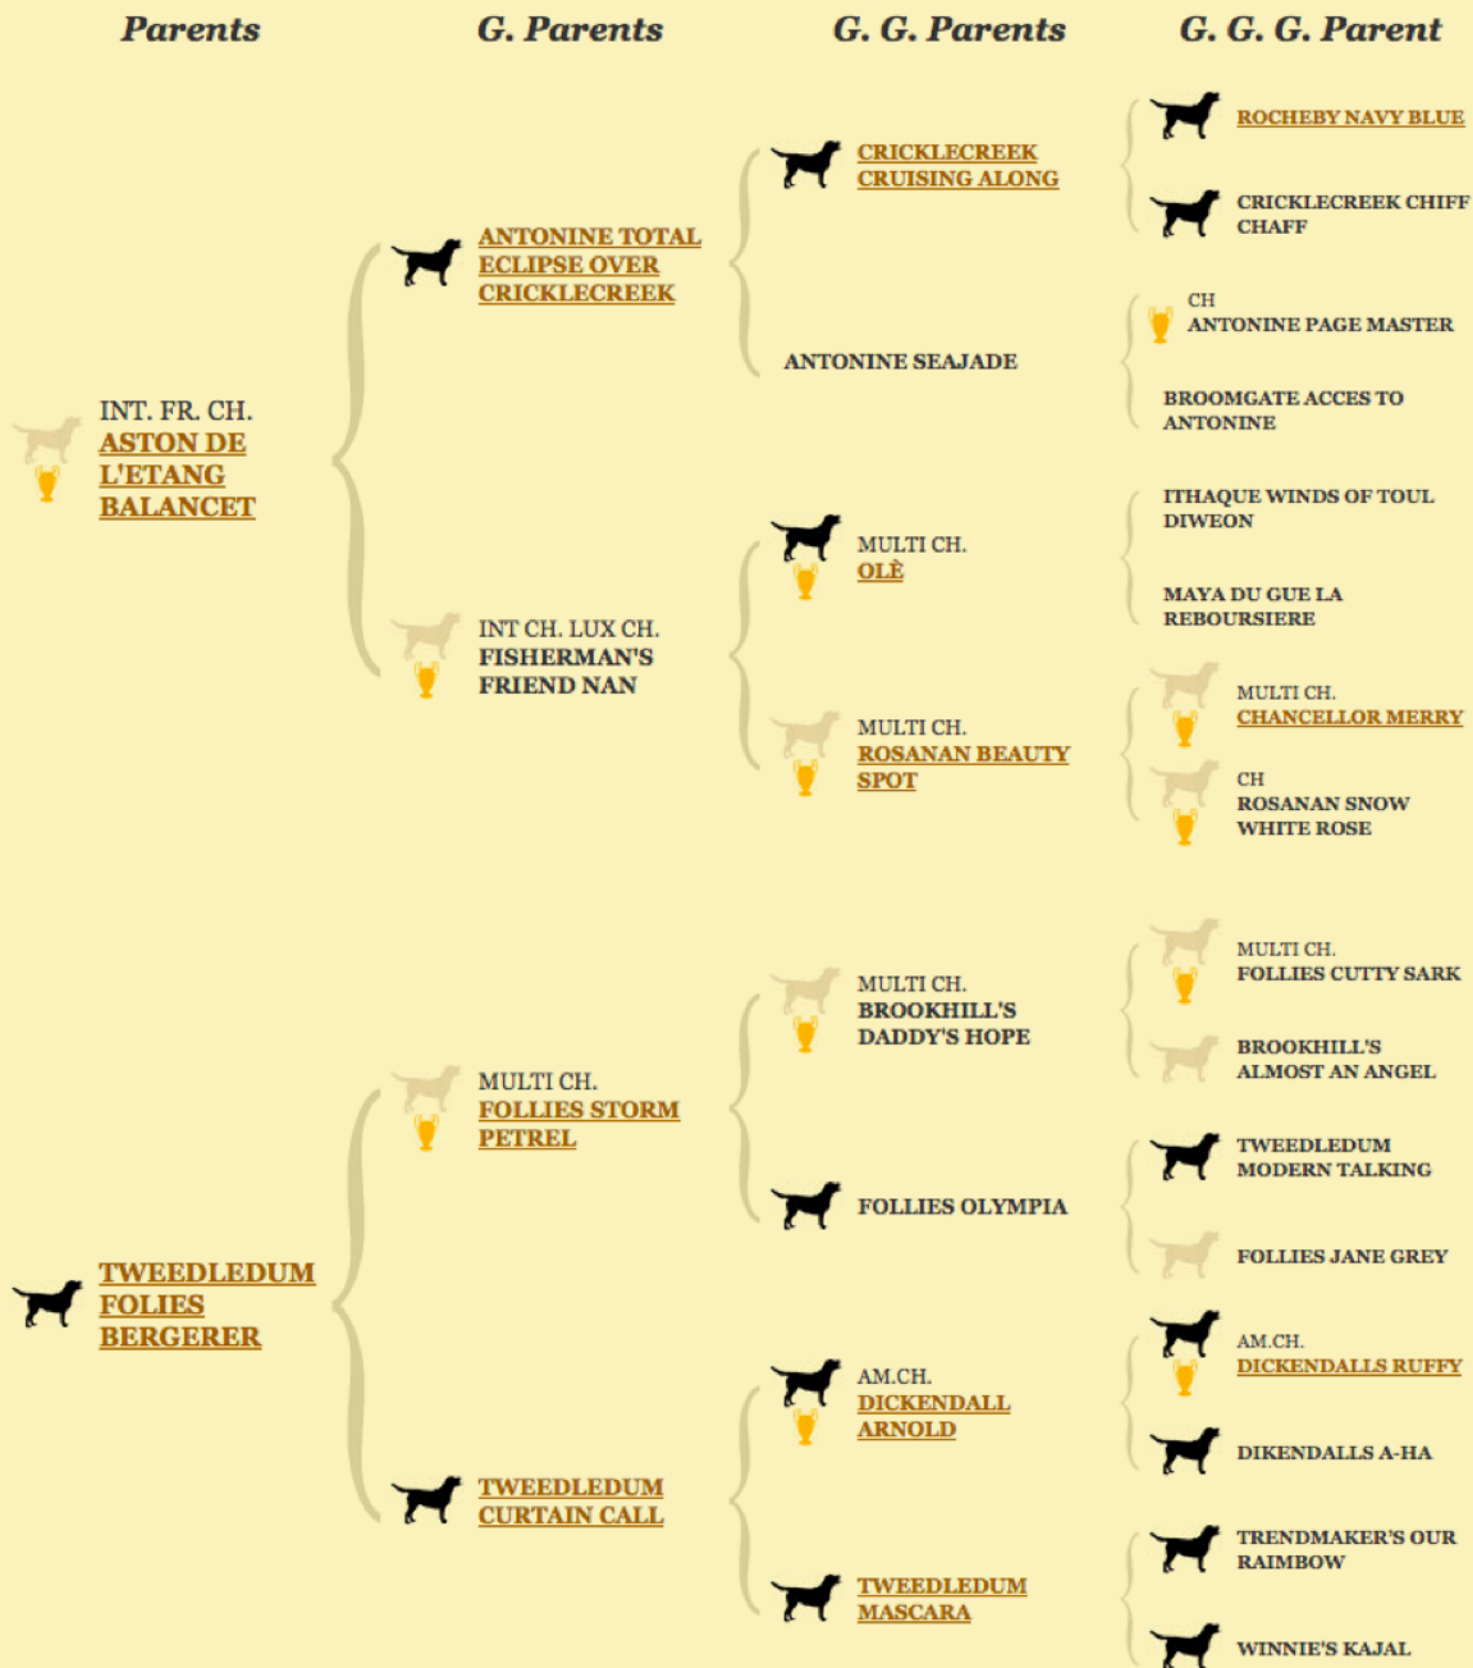 Parents
G. Parents
G. G. Parents
G. G. G. Parent
INT. FR. CH.
ASTON DE
L'ETANG
BALANCET
TWEEDLEDUM
FOLIES
BERGERER
ANTONINE TOTAL
ECLIPSE OVER
CRICKLECREEK
INT CH. LUX CH.
FISHERMAN'S
FRIEND NAN
MULTI CH.
FOLLIES STORM
PETREL
TWEEDLEDUM
CURTAIN CALL
CRICKLECREEK
CRUISING ALONG
ANTONINE SEAJADE
MULTI CH.
OLÈ
MULTI CH.
ROSANAN BEAUTY
SPOT
MULTI CH.
BROOKHILL'S
DADDY'S HOPE
FOLLIES OLYMPIA
AM.CH.
DICKENDALL
ARNOLD
TWEEDLEDUM
MASCARA
ROCHEBY NAVY BLUE
CRICKLECREEK CHIFF
CHAFF
CH
ANTONINE PAGE MASTER
BROOMGATE ACCES TO
ANTONINE
ITHAQUE WINDS OF TOUL
DIWEON
MAYA DU GUE LA
REBOURSIERE
MULTI CH.
CHANCELLOR MERRY
CH
ROSANAN SNOW
WHITE ROSE
MULTI CH.
FOLLIES CUTTY SARK
BROOKHILL'S
ALMOST AN ANGEL
TWEEDLEDUM
MODERN TALKING
FOLLIES JANE GREY
AM.CH.
DICKENDALLS RUFFY
DIKENDALLS A-HA
TRENDMAKER'S OUR
RAIMBOW
WINNIE'S KAJAL